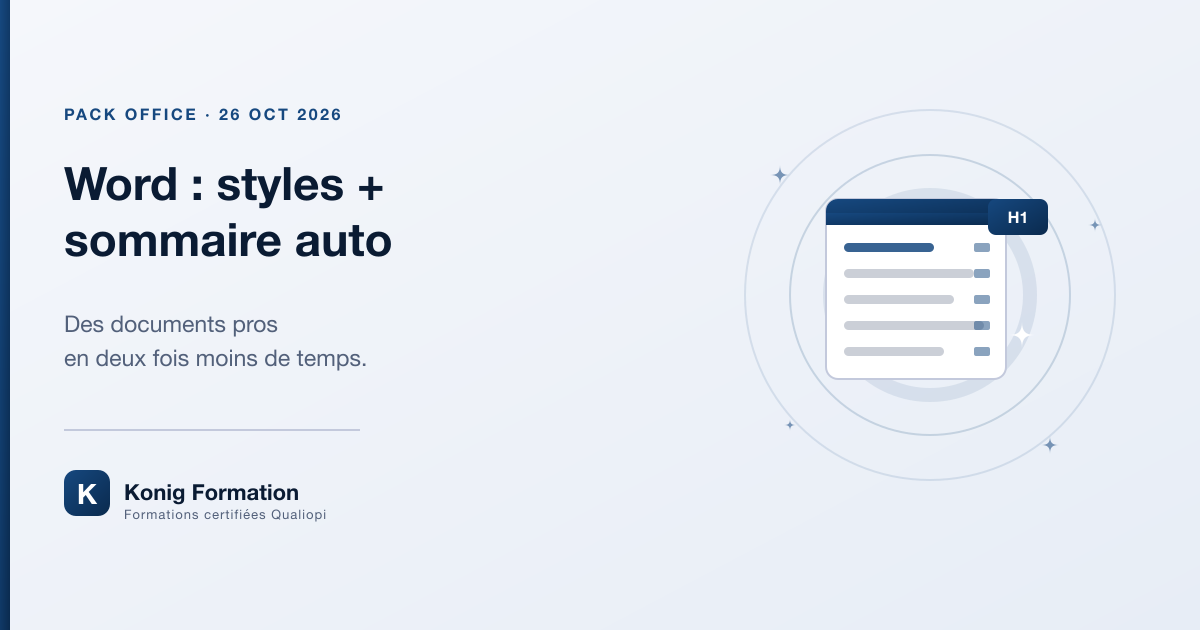 PACK OFFICE · 26 OCT 2026
Word : styles +
sommaire auto
Des documents pros
en deux fois moins de temps.
K
Konig Formation
Formations certifiées Qualiopi
H1